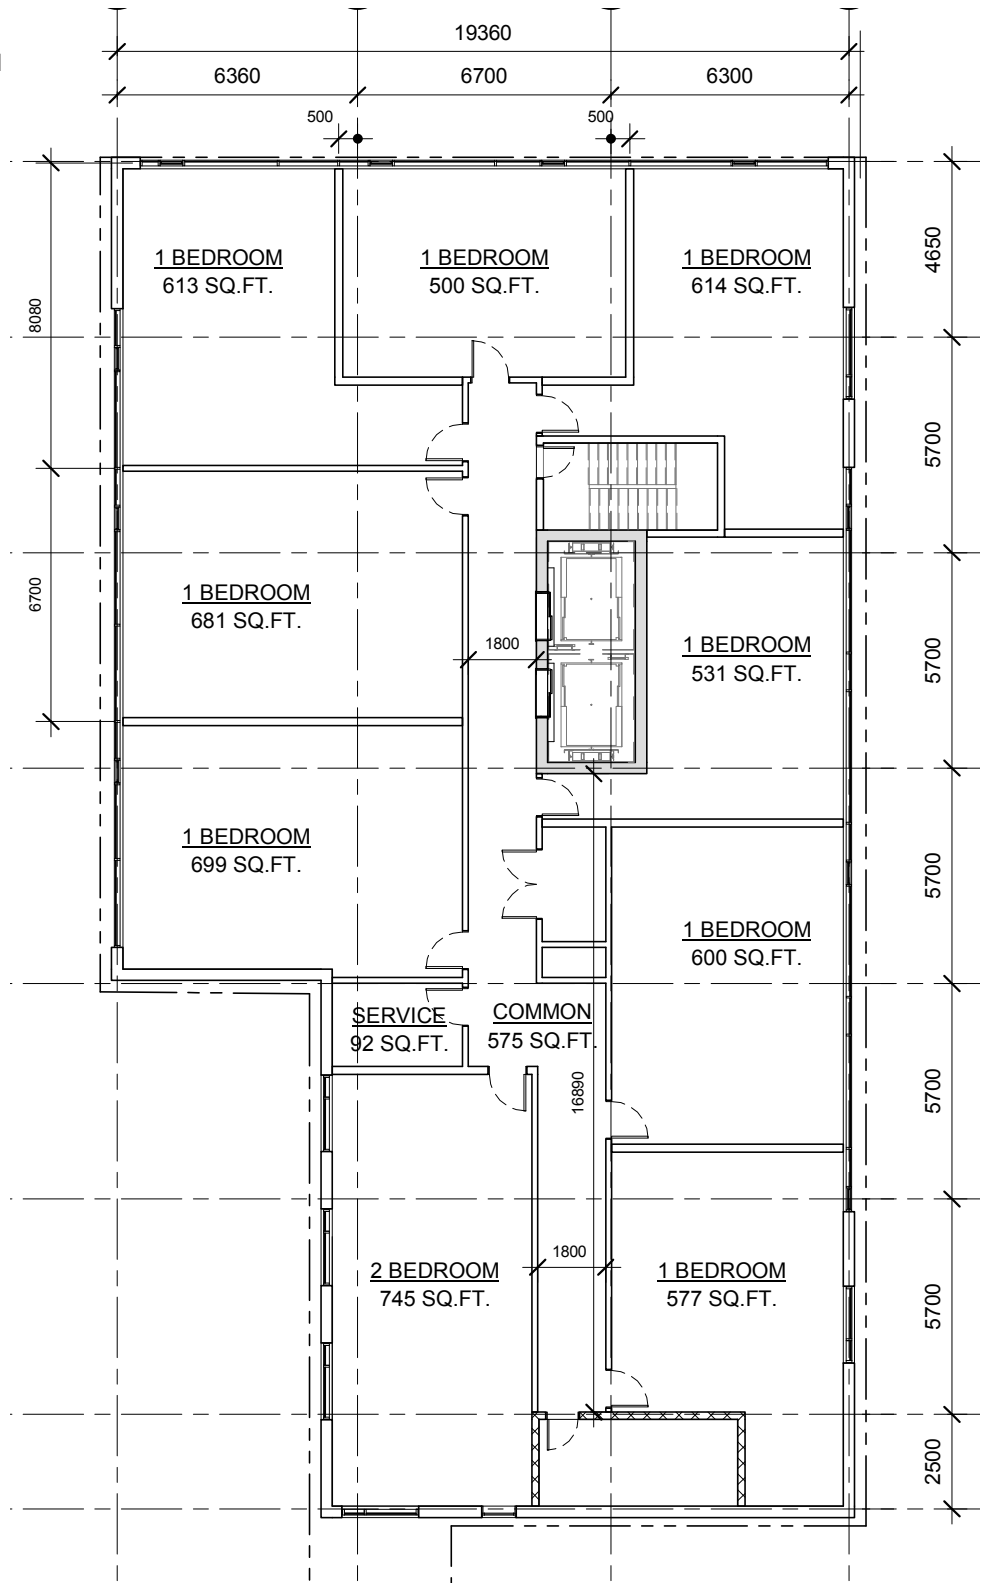 19360
6360
6700
6300
500
500
1 BEDROOM
613 SQ.FT.
1 BEDROOM
500 SQ.FT.
1 BEDROOM
614 SQ.FT.
4650
8080
5700
6700
1 BEDROOM
681 SQ.FT.
1800
1 BEDROOM
531 SQ.FT.
5700
1 BEDROOM
699 SQ.FT.
5700
1 BEDROOM
600 SQ.FT.
SERVICE
92 SQ.FT.
COMMON
575 SQ.FT.
16890
5700
2 BEDROOM
745 SQ.FT.
1800
1 BEDROOM
577 SQ.FT.
5700
2500